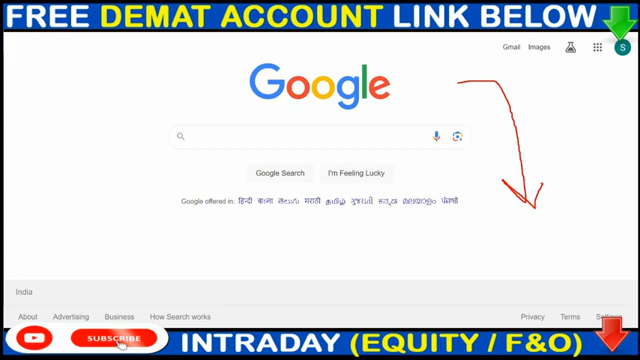 FREE DEMAT ACCOUNT LINK BELOW
Gmail Images S
Google
Google Search I'm Feeling Lucky
Google offered in: हिन्दी বাংলা తెలుగు मराठी தமிழ் ગુજરાતી ಕನ್ನಡ മലയാളം ਪੰਜਾਬੀ
India
About Advertising Business How Search works Privacy Terms Settings
SUBSCRIBE INTRADAY (EQUITY / F&O)